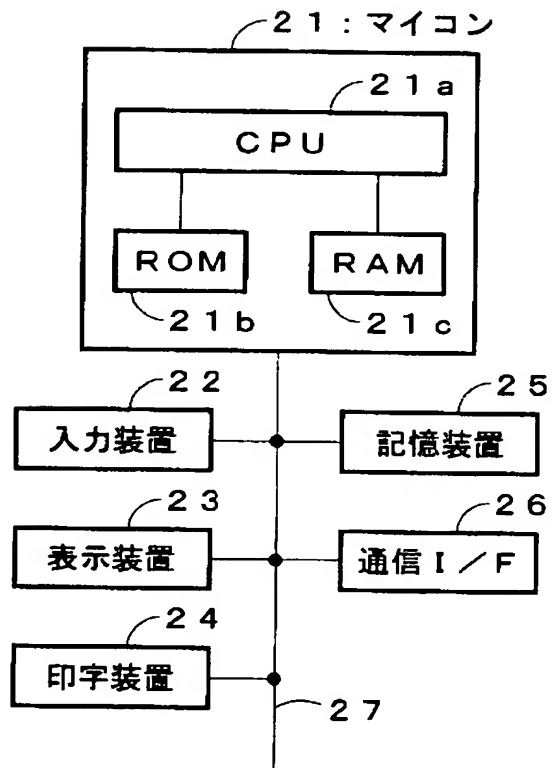 21：マイコン
21a
CPU
ROM
RAM
21b
21c
22
25
入力装置
記憶装置
23
26
表示装置
通信I／F
24
印字装置
27